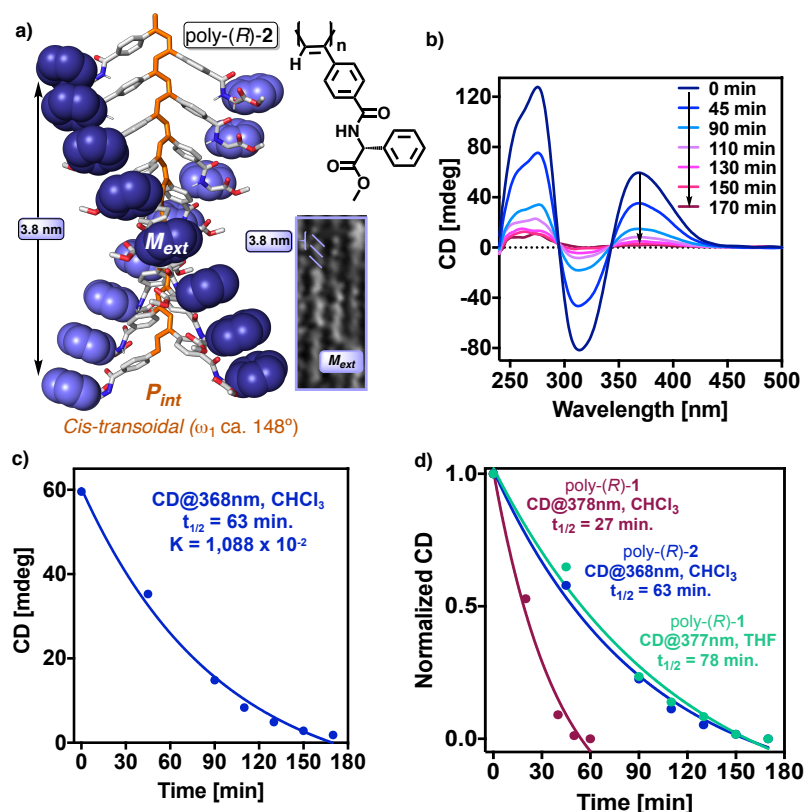 a)
poly-(R)-2
n
H
O
NH
O
O
3.8 nm
M_ext
3.8 nm
M_ext
P_int
Cis-transoidal (ω₁ ca. 148º)
b)
CD [mdeg]
120
80
40
0
-40
-80
0 min
45 min
90 min
110 min
130 min
150 min
170 min
250 300 350 400 450 500
Wavelength [nm]
c)
CD [mdeg]
60
40
20
0
CD@368nm, CHCl₃
t₁/₂ = 63 min.
K = 1,088 x 10⁻²
0 30 60 90 120 150 180
Time [min]
d)
Normalized CD
1.0
0.5
0.0
poly-(R)-1
CD@378nm, CHCl₃
t₁/₂ = 27 min.
poly-(R)-2
CD@368nm, CHCl₃
t₁/₂ = 63 min.
poly-(R)-1
CD@377nm, THF
t₁/₂ = 78 min.
0 30 60 90 120 150 180
Time [min]